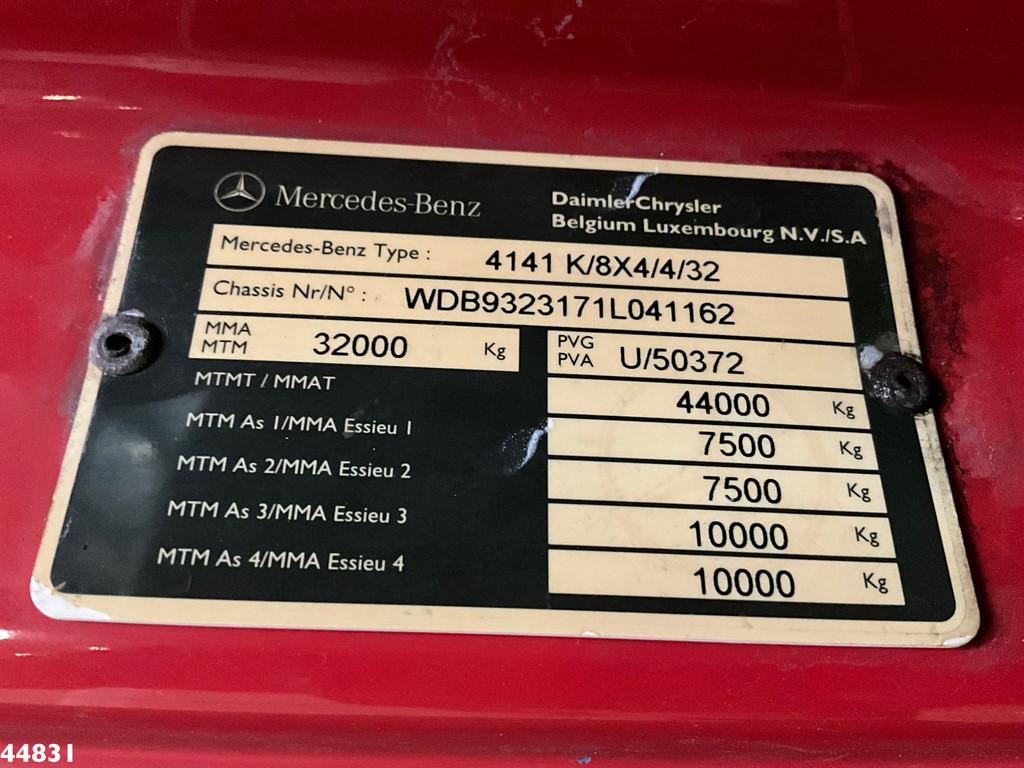 Mercedes-Benz
DaimlerChrysler
Belgium Luxembourg N.V./S.A
Mercedes-Benz Type : 4141 K/8X4/4/32
Chassis Nr/N° : WDB9323171L041162
MMA
MTM 32000 Kg
PVG
PVA U/50372
MTMT / MMAT 44000 Kg
MTM As 1/MMA Essieu 1 7500 Kg
MTM As 2/MMA Essieu 2 7500 Kg
MTM As 3/MMA Essieu 3 10000 Kg
MTM As 4/MMA Essieu 4 10000 Kg
44831